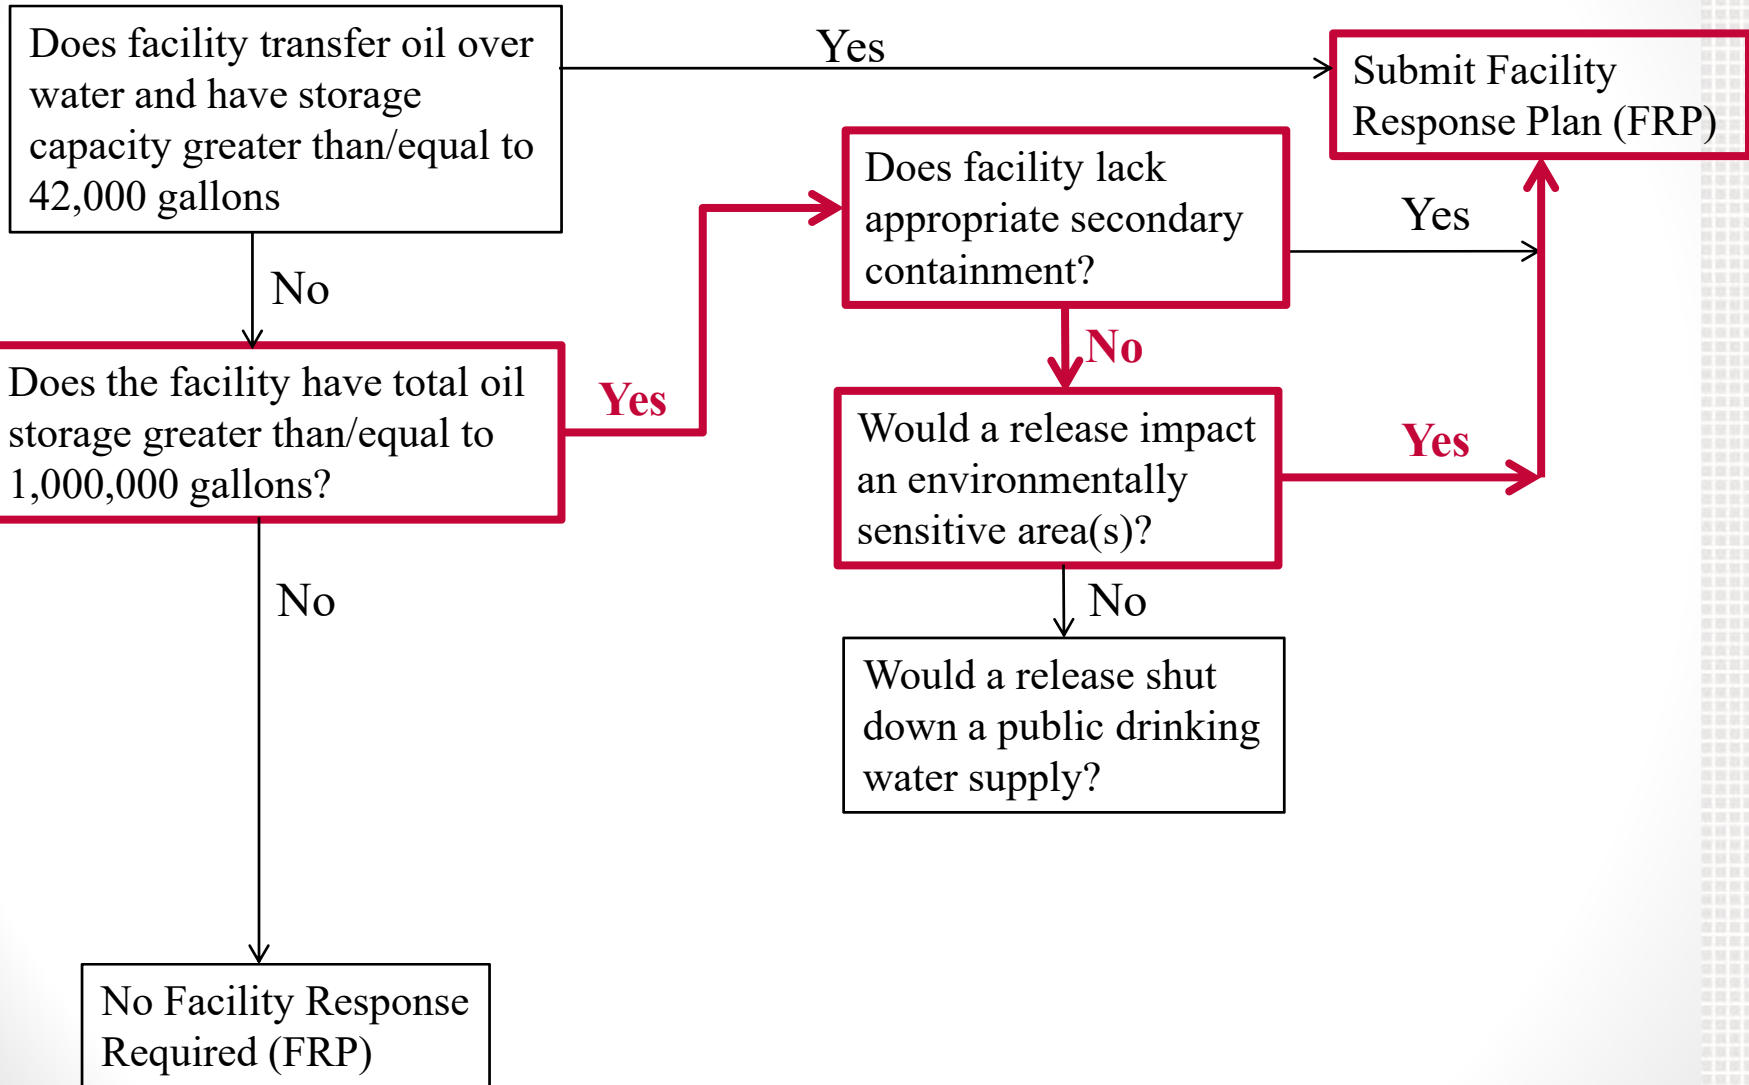 Does facility transfer oil over
water and have storage
capacity greater than/equal to
42,000 gallons
Yes
Submit Facility
Response Plan (FRP)
Does facility lack
appropriate secondary
containment?
Yes
No
No
Does the facility have total oil
storage greater than/equal to
1,000,000 gallons?
Yes
Would a release impact
an environmentally
sensitive area(s)?
Yes
No
No
Would a release shut
down a public drinking
water supply?
No Facility Response
Required (FRP)